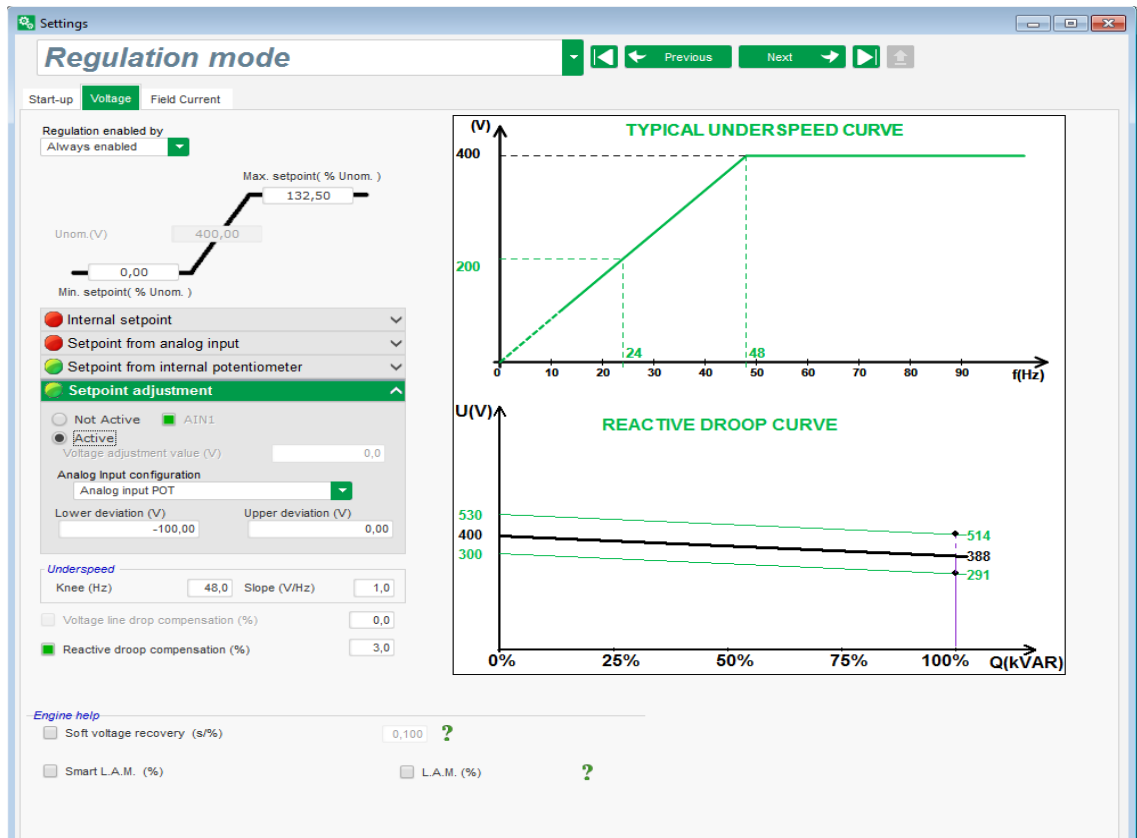 Settings
Regulation mode
Previous
Next
Start-up
Voltage
Field Current
Regulation enabled by
Always enabled
Max. setpoint( % Unom. )
132,50
Unom.(V)
400,00
0,00
Min. setpoint( % Unom. )
Internal setpoint
Setpoint from analog input
Setpoint from internal potentiometer
Setpoint adjustment
Not Active
AIN1
Active
Voltage adjustment value (V)
0,0
Analog Input configuration
Analog input POT
Lower deviation (V)
Upper deviation (V)
-100,00
0,00
Underspeed
Knee (Hz)
48,0
Slope (V/Hz)
1,0
Voltage line drop compensation (%)
0,0
Reactive droop compensation (%)
3,0
(V)
TYPICAL UNDERSPEED CURVE
400
200
24
48
0 10 20 30 40 50 60 70 80 90
f(Hz)
U(V)
REACTIVE DROOP CURVE
530
514
400
388
300
291
0% 25% 50% 75% 100% Q(kVAR)
Engine help
Soft voltage recovery (s/%)
0,100
?
Smart L.A.M. (%)
L.A.M. (%)
?